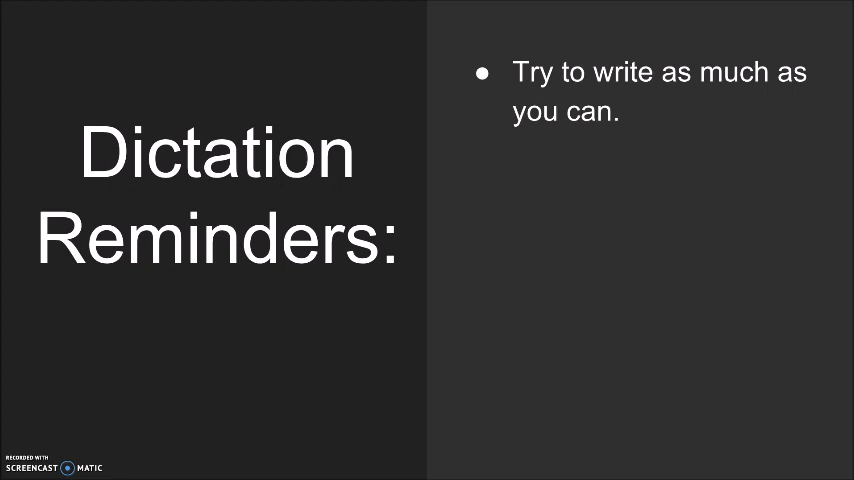 Dictation
Reminders:
● Try to write as much as
you can.
RECORDED WITH
SCREENCAST MATIC